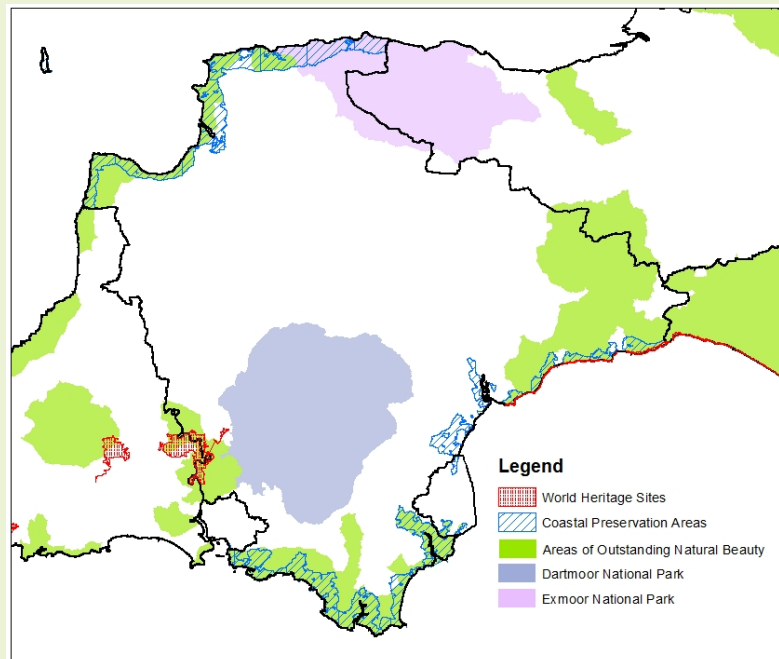 Legend
World Heritage Sites
Coastal Preservation Areas
Areas of Outstanding Natural Beauty
Dartmoor National Park
Exmoor National Park